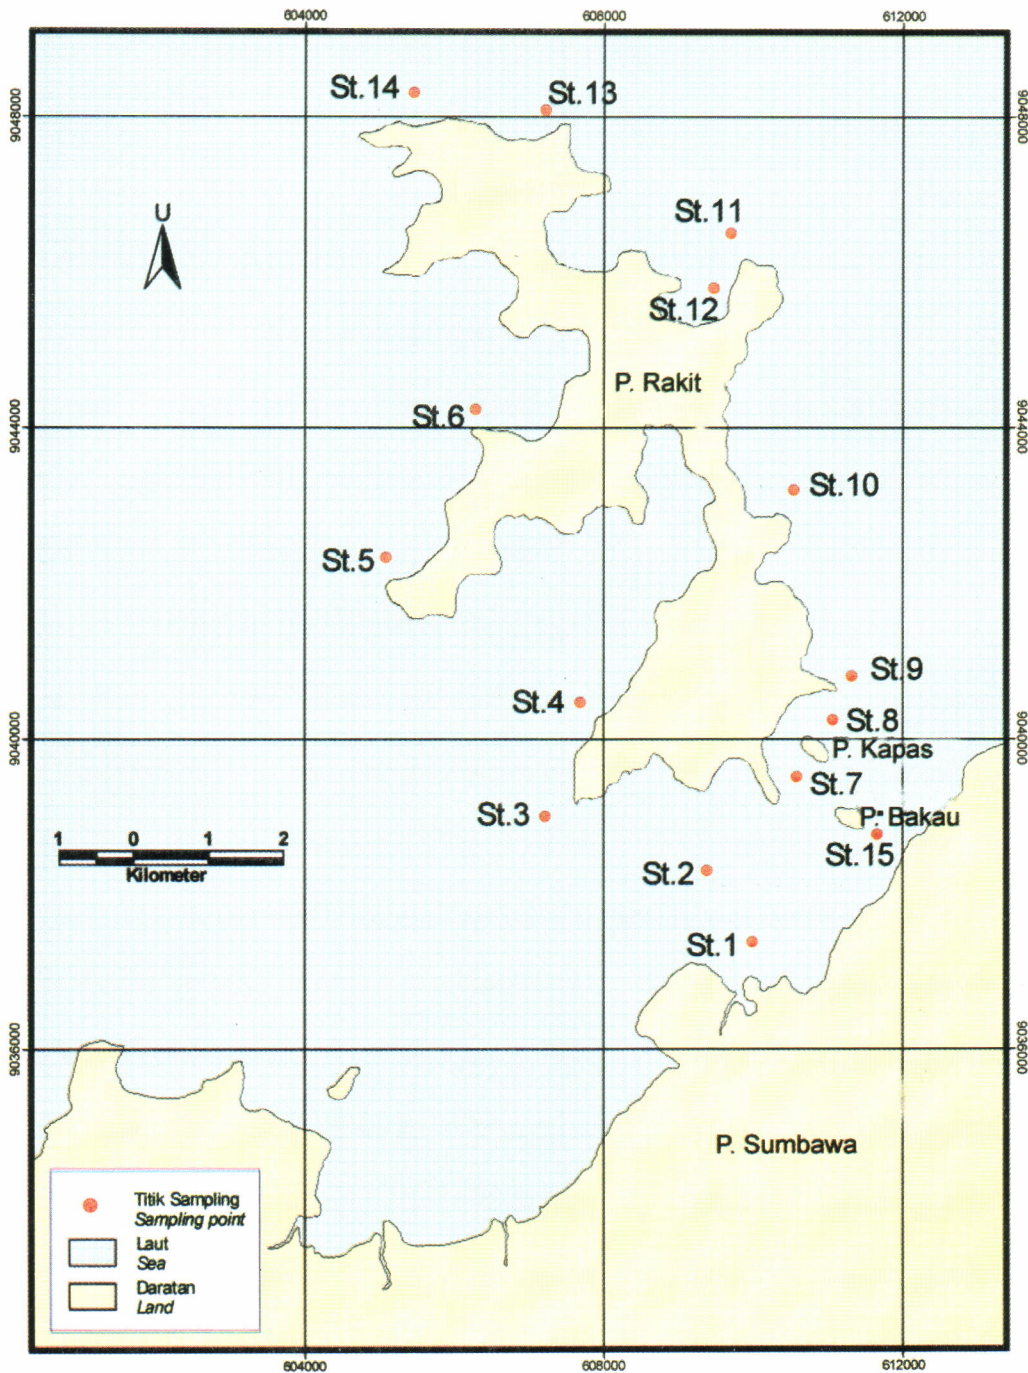 604000
608000
612000
St.14
St.13
9048000
9048000
U
St.11
St.12
P. Rakit
St.6
9044000
9044000
St.10
St.5
St.9
St.4
St.8
9040000
9040000
P. Kapas
St.7
St.3
P. Bakau
1 0 1 2
Kilometer
St.15
St.2
St.1
9036000
9036000
P. Sumbawa
Titik Sampling
Sampling point
Laut
Sea
Daratan
Land
604000
608000
612000